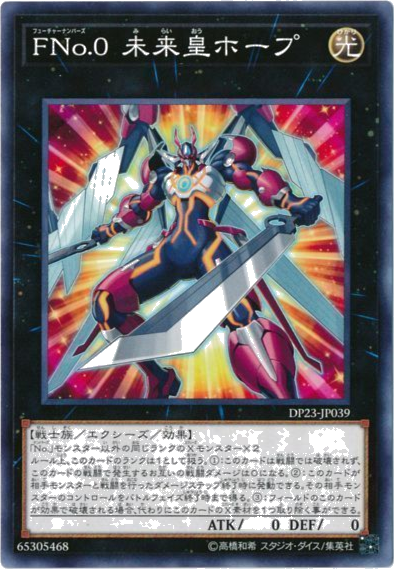 フューチャーナンバーズ み らい おう
FNo.0 未来皇ホープ 光
DP23-JP039
【戦士族／エクシーズ／効果】
「No.」モンスター以外の同じランクのXモンスター×2
ルール上、このカードのランクは1として扱う。①：このカードは戦闘では破壊されず、
このカードの戦闘で発生するお互いの戦闘ダメージは0になる。②：このカードが
相手モンスターと戦闘を行ったダメージステップ終了時に発動できる。その相手モン
スターのコントロールをバトルフェイズ終了時まで得る。③：フィールドのこのカード
が効果で破壊される場合、代わりにこのカードのX素材を1つ取り除く事ができる。
ATK/ 0 DEF/ 0
65305468 ©高橋和希 スタジオ・ダイス/集英社